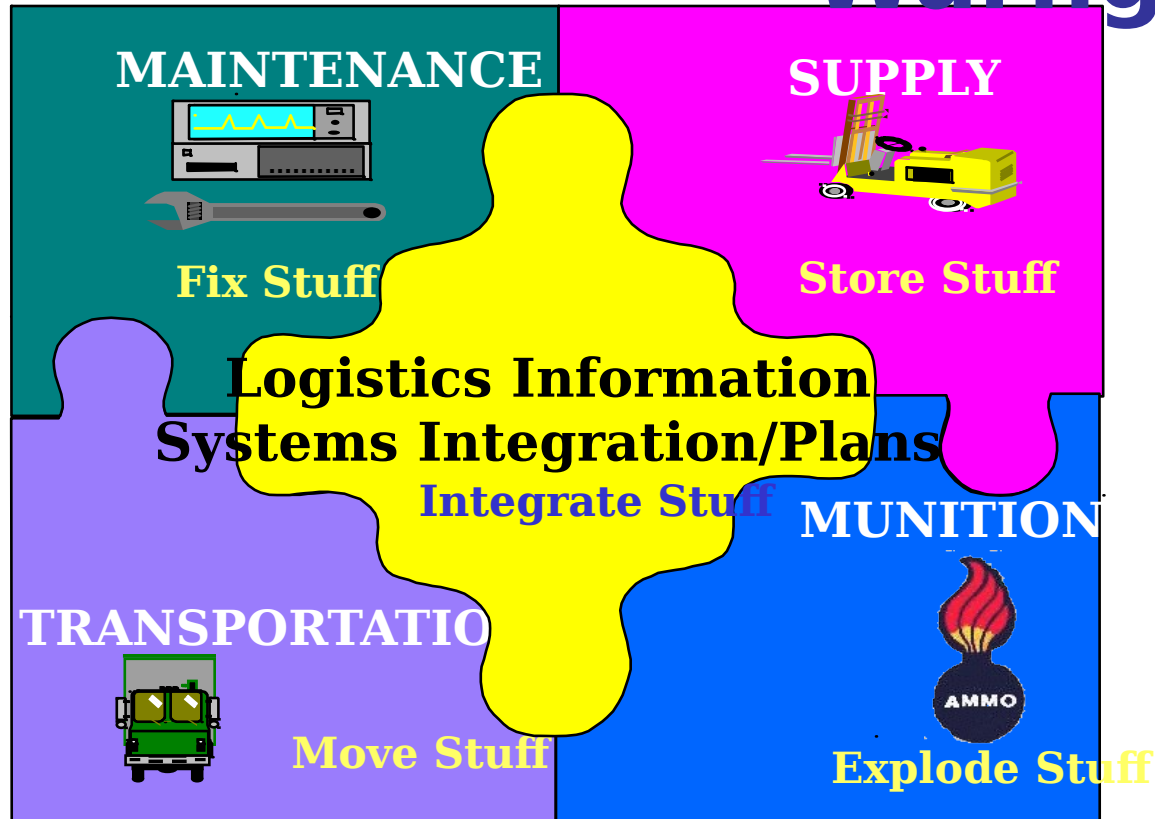 MAINTENANCE
SUPPLY
Fix Stuff
Store Stuff
Logistics Information
Systems Integration/Plans
Integrate Stuff
MUNITION
TRANSPORTATIO
AMMO
Move Stuff
Explode Stuff